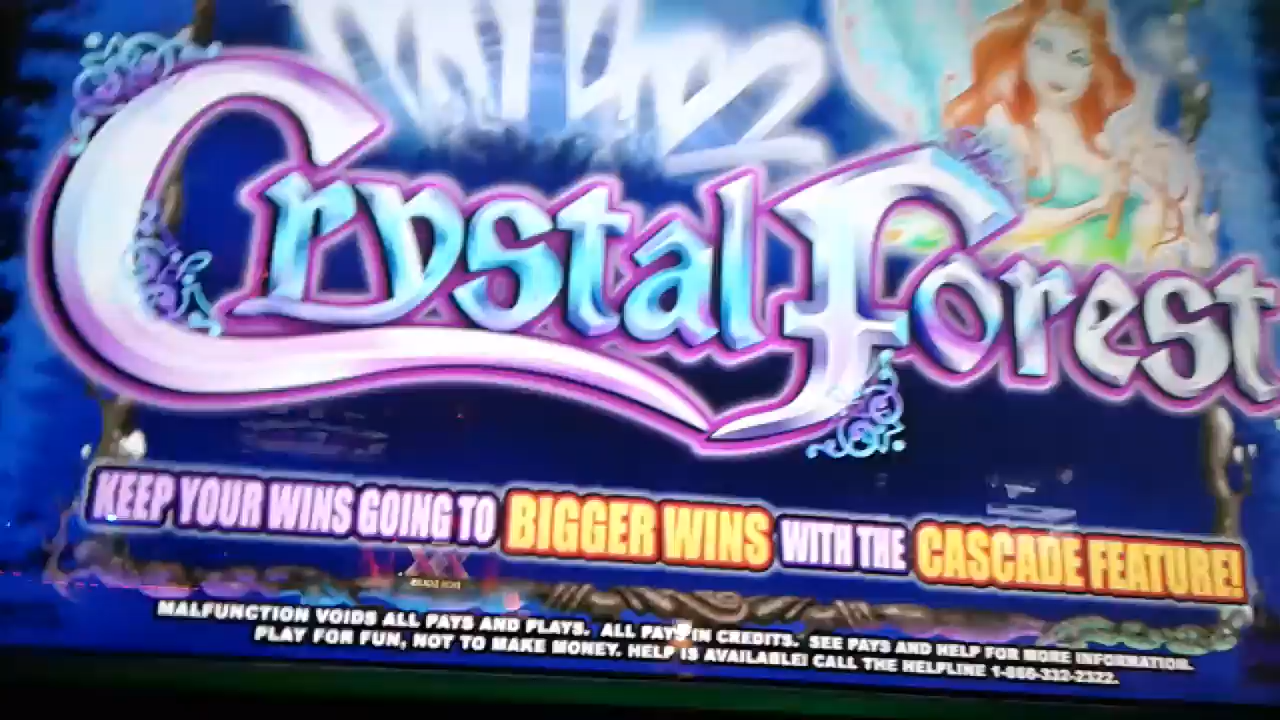 Crystal Forest
KEEP YOUR WINS GOING TO BIGGER WINS WITH THE CASCADE FEATURE!
MALFUNCTION VOIDS ALL PAYS AND PLAYS. ALL PAYS IN CREDITS. SEE PAYS AND HELP FOR MORE INFORMATION.
PLAY FOR FUN, NOT TO MAKE MONEY. HELP IS AVAILABLE! CALL THE HELPLINE 1-888-332-2322.